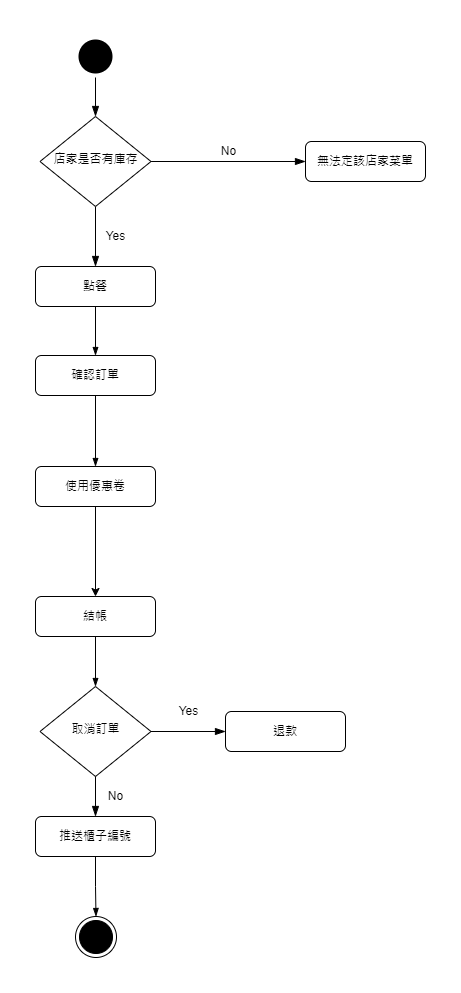 店家是否有庫存
No
無法定該店家菜單
Yes
點餐
確認訂單
使用優惠卷
結帳
取消訂單
Yes
退款
No
推送櫃子編號